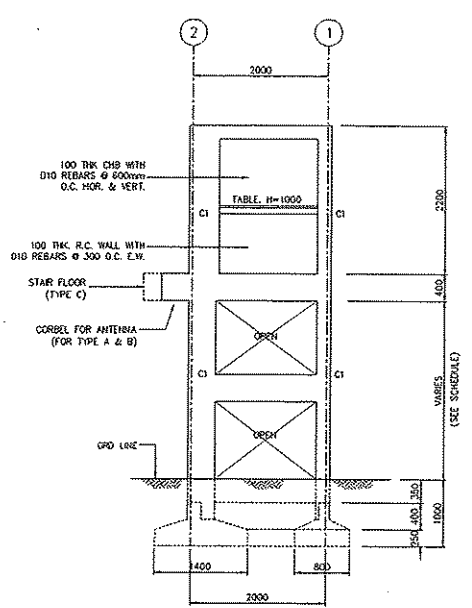 2
1
2000
100 THK CHB WITH
D10 REBARS @ 600mm
O.C. HOR. & VERT.
TABLE, H=1000
C1
C1
2200
100 THK. R.C. WALL WITH
D10 REBARS @ 300 O.C. E.W.
STAIR FLOOR
(TYPE C)
400
CORBEL FOR ANTENNA
(FOR TYPE A & B)
OPEN
C1
C1
VARIES
(SEE SCHEDULE)
OPEN
GRD LINE
350
400
250
1000
1400
800
2000